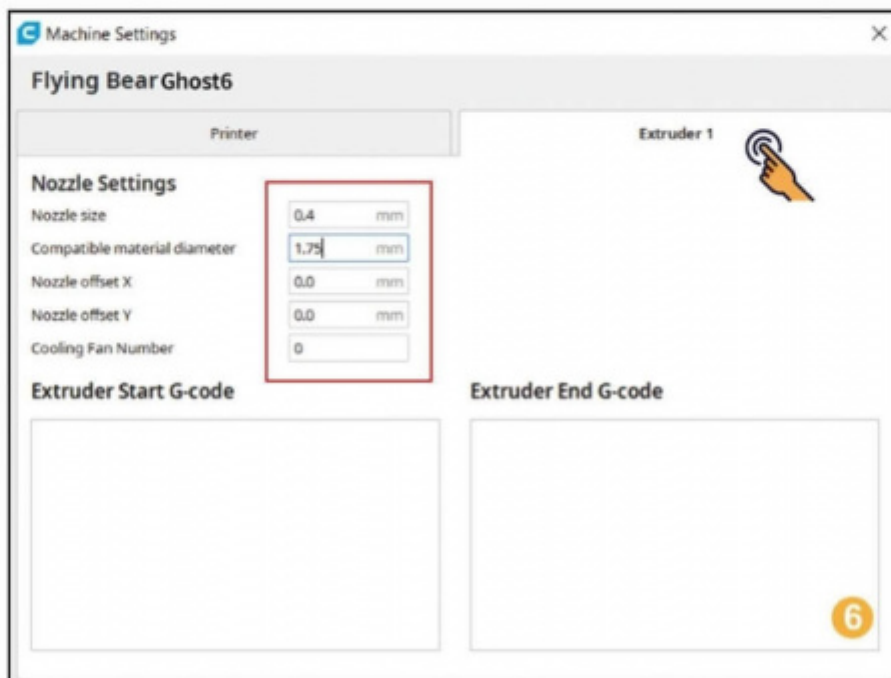 Machine Settings
Flying Bear Ghost6
Printer
Extruder 1
Nozzle Settings
Nozzle size 0.4 mm
Compatible material diameter 1.75 mm
Nozzle offset X 0.0 mm
Nozzle offset Y 0.0 mm
Cooling Fan Number 0
Extruder Start G-code
Extruder End G-code
6